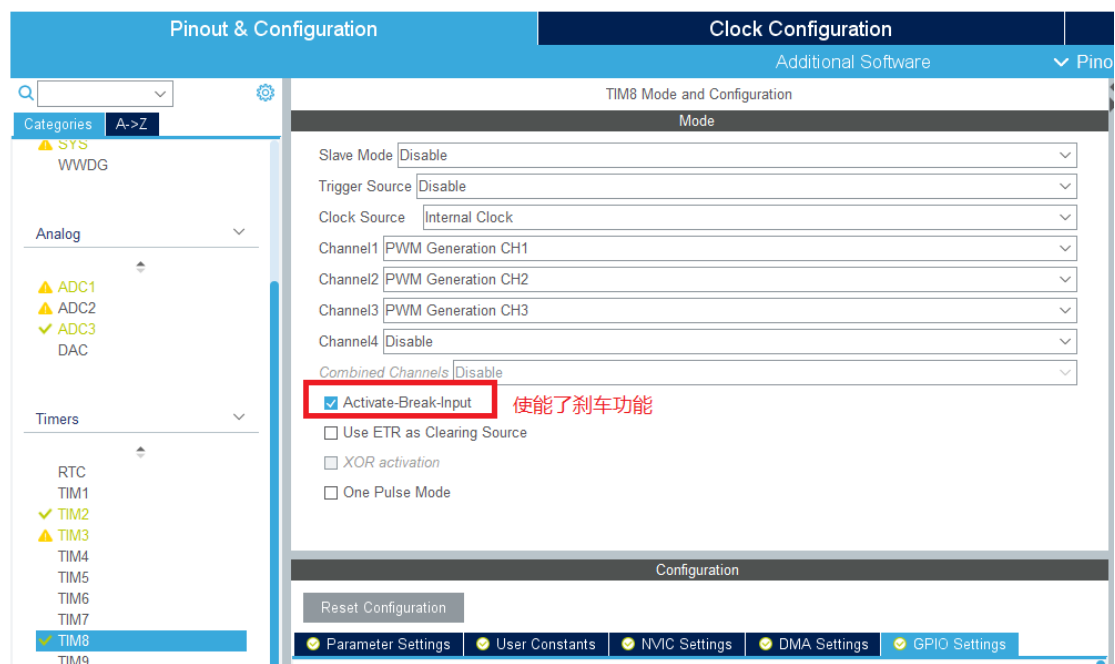 Pinout & Configuration
Clock Configuration
Additional Software
Pino
TIM8 Mode and Configuration
Mode
Categories
A->Z
SYS
WWDG
Analog
ADC1
ADC2
ADC3
DAC
Timers
RTC
TIM1
TIM2
TIM3
TIM4
TIM5
TIM6
TIM7
TIM8
TIM9
Slave Mode Disable
Trigger Source Disable
Clock Source Internal Clock
Channel1 PWM Generation CH1
Channel2 PWM Generation CH2
Channel3 PWM Generation CH3
Channel4 Disable
Combined Channels Disable
Activate-Break-Input 使能了刹车功能
Use ETR as Clearing Source
XOR activation
One Pulse Mode
Configuration
Reset Configuration
Parameter Settings
User Constants
NVIC Settings
DMA Settings
GPIO Settings